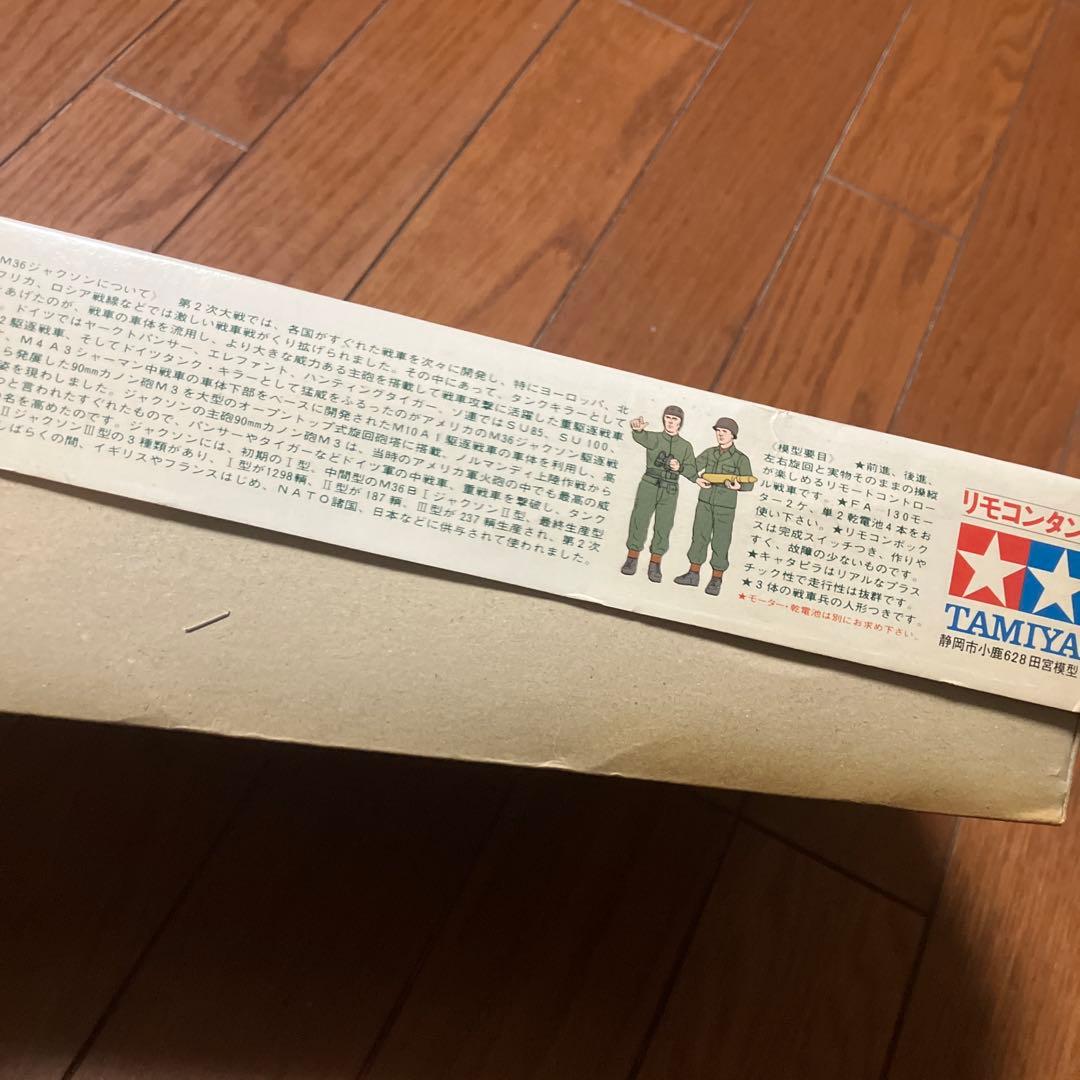 M36ジャクソンについて》　第2次大戦では、各国がすぐれた戦車を次々に開発し、特にヨーロッパ、北
フリカ、ロシア戦線などでは激しい戦車戦がくり拡げられました。その中にあって、タンクキラーとして
をあげたのが、戦車の車体を流用し、より大きな威力ある主砲を搭載して戦車攻撃に活躍した重駆逐戦車
。ドイツではヤークトパンサー、エレファント、ハンティングタイガー、ソ連ではSU85、SU100、
2駆逐戦車、そしてドイツタンク・キラーとして猛威をふるったのがアメリカのM36ジャクソン駆逐戦
、M4A3シャーマン中戦車の車体下部をベースに開発されたM10A1駆逐戦車の車体を利用し、高
ら発展した90mmカノン砲M3を大型のオープントップ式旋回砲塔に搭載、ノルマンディ上陸作戦から
姿を現わしました。ジャクソンの主砲90mmカノン砲M3は、当時のアメリカ軍火砲の中でも最高の威
つと言われたすぐれたもので、パンサーやタイガーなどドイツ軍の中戦車、重戦車を撃破し、タンク
の名を高めたのです。ジャクソンには、初期のI型、中間型のM36BIジャクソンII型、最終生産型
IIジャクソンIII型の3種類があり、I型が1298輌、II型が187輌、III型が237輌生産され、第2次
しばらくの間、イギリスやフランスはじめ、NATO諸国、日本などに供与されて使われました。
《模型要目》　★前進、後進、
左右旋回と実物そのままの操縦
が楽しめるリモートコントロー
ル戦車です。★FA-130モー
ター2ケ、単2乾電池4本をお
使い下さい。★リモコンボック
スは完成スイッチつき、作りや
すく、故障の少ないものです。
★キャタピラはリアルなプラス
チック性で走行性は抜群です。
★3体の戦車兵の人形つきです。
★モーター・乾電池は別にお求め下さい。
リモコンタン
TAMIYA
静岡市小鹿628田宮模型